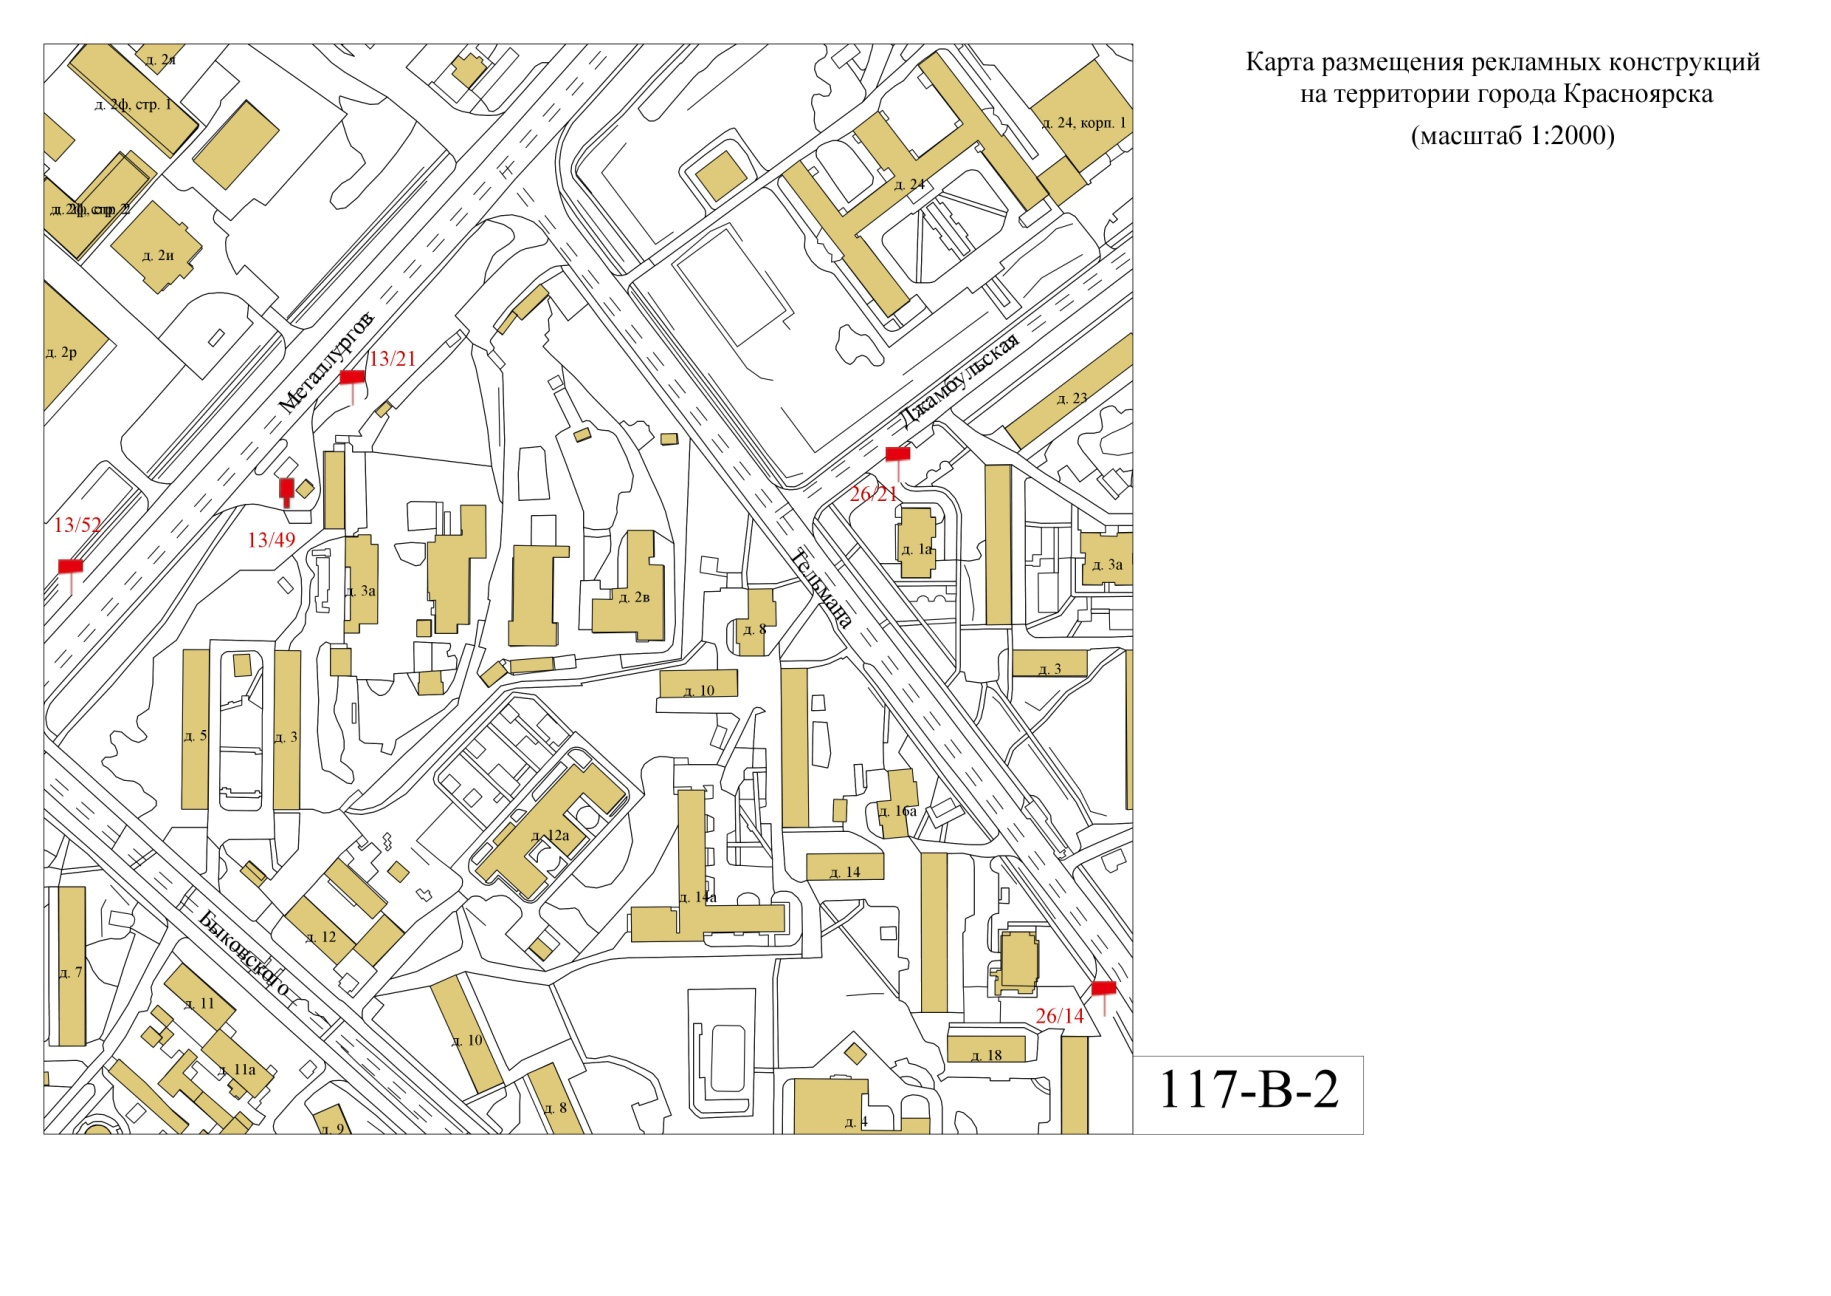 Карта размещения рекламных конструкций
на территории города Красноярска
(масштаб 1:2000)
д. 2я
д. 2ф, стр. 1
д. 24, корп. 1
д. 24
д. 2и
д. 2р
Металлургов
13/21
Джамбульская
д. 23
26/21
13/52
13/49
д. 1а
д. 3а
д. 3а
д. 2в
Тельмана
д. 8
д. 3
д. 10
д. 5
д. 3
д. 12а
д. 16а
д. 14
д. 14а
Быковского
д. 12
д. 7
д. 11
26/14
д. 10
д. 18
д. 11а
117-В-2
д. 8
д. 4
д. 9